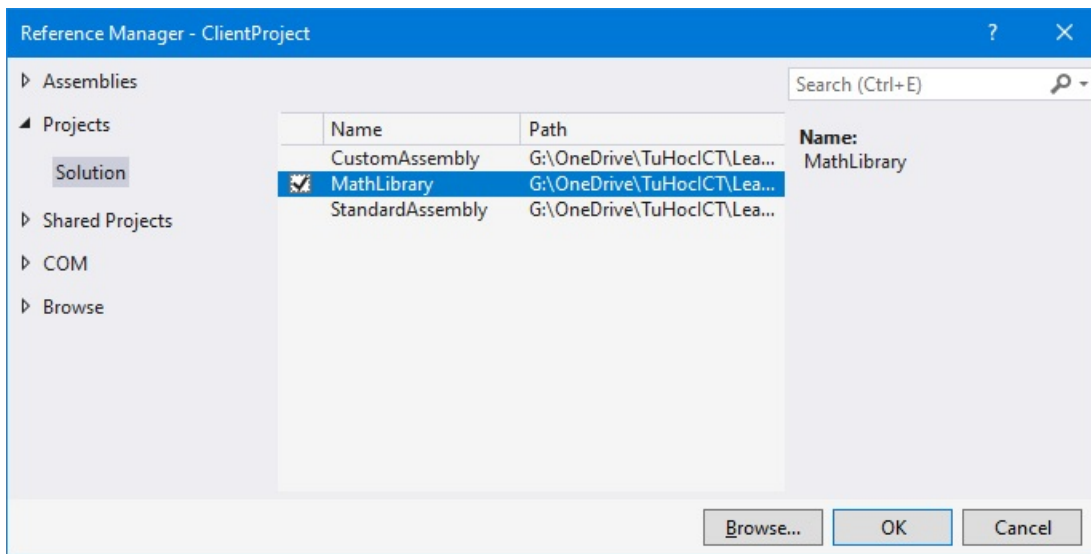 Reference Manager - ClientProject ?
Assemblies
Search (Ctrl+E)
Projects
Name Path
Name:
MathLibrary
CustomAssembly G:\OneDrive\TuHocICT\Lea...
Solution
MathLibrary G:\OneDrive\TuHocICT\Lea...
StandardAssembly G:\OneDrive\TuHocICT\Lea...
Shared Projects
COM
Browse
Browse... OK Cancel